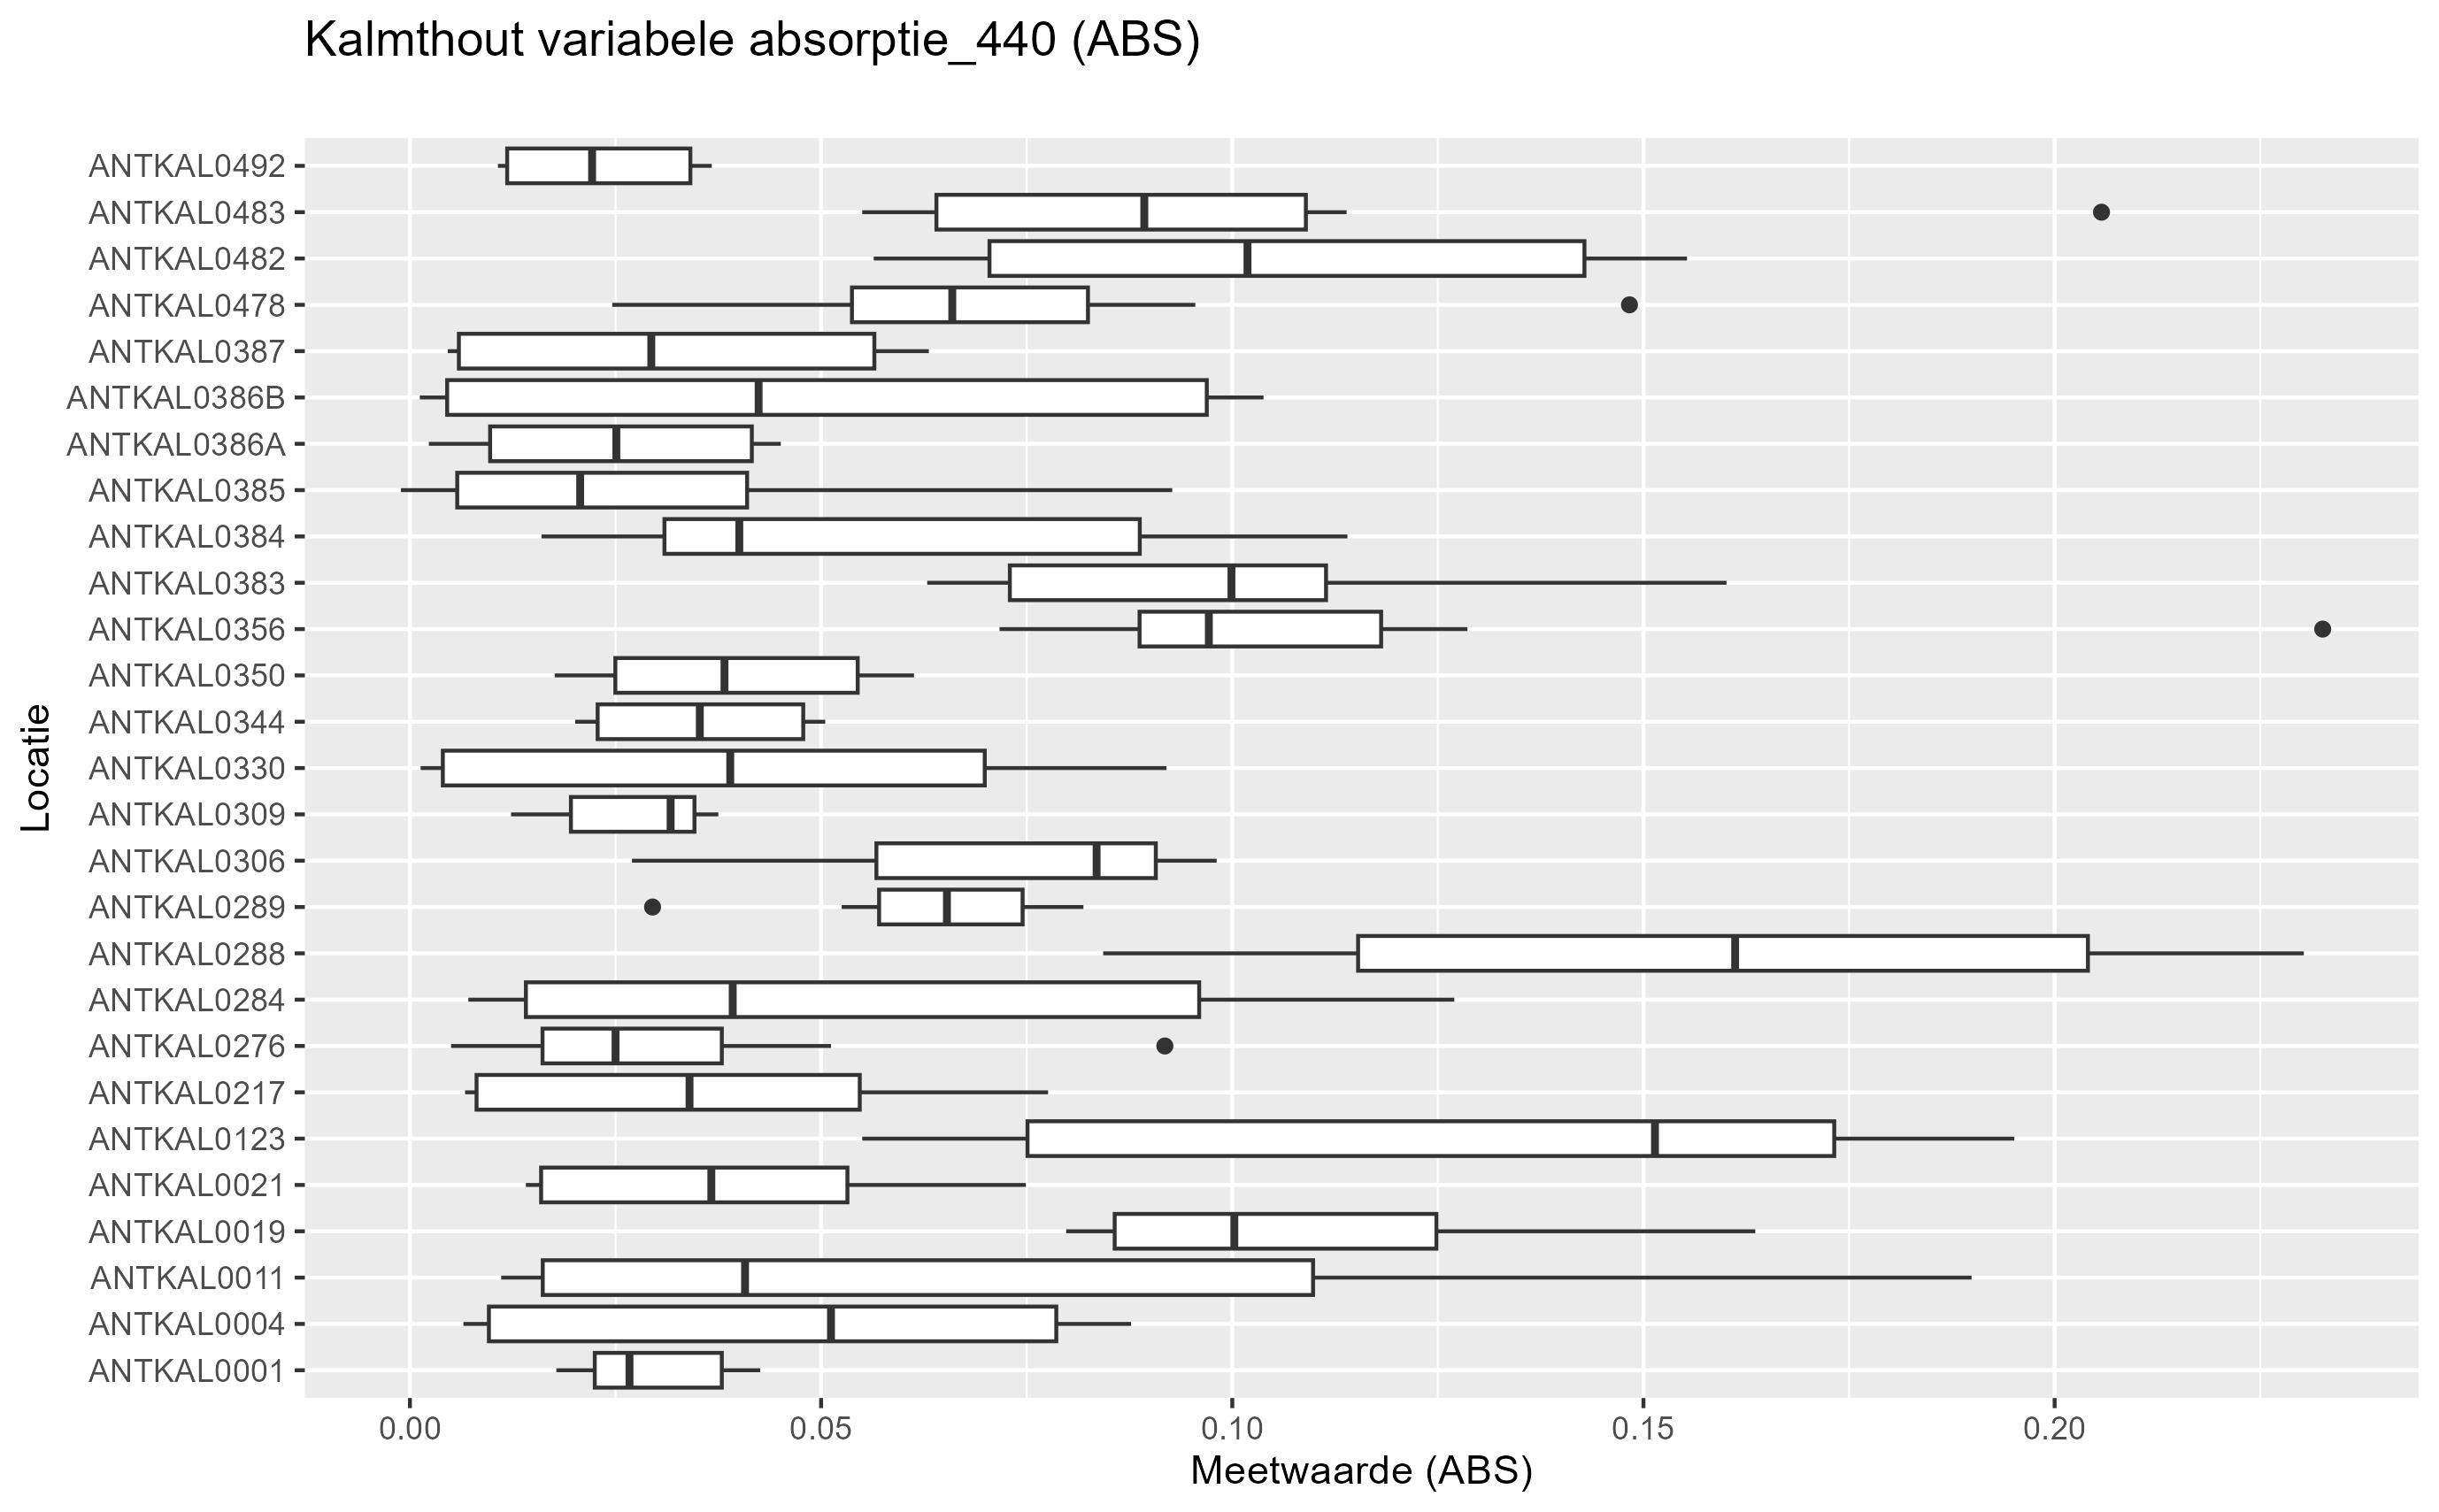 Kalmthout variabele absorptie_440 (ABS)
ANTKAL0492
ANTKAL0483
ANTKAL0482
ANTKAL0478
ANTKAL0387
ANTKAL0386B
ANTKAL0386A
ANTKAL0385
ANTKAL0384
ANTKAL0383
ANTKAL0356
ANTKAL0350
ANTKAL0344
ANTKAL0330
ANTKAL0309
ANTKAL0306
ANTKAL0289
ANTKAL0288
ANTKAL0284
ANTKAL0276
ANTKAL0217
ANTKAL0123
ANTKAL0021
ANTKAL0019
ANTKAL0011
ANTKAL0004
ANTKAL0001
Locatie
0.00 0.05 0.10 0.15 0.20
Meetwaarde (ABS)